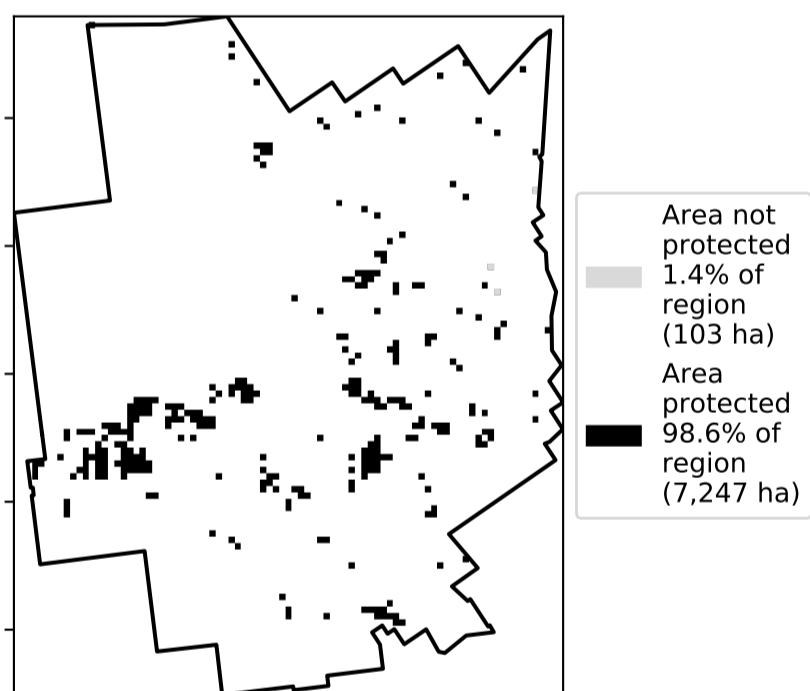 Area not
protected
1.4% of
region
(103 ha)
Area
protected
98.6% of
region
(7,247 ha)